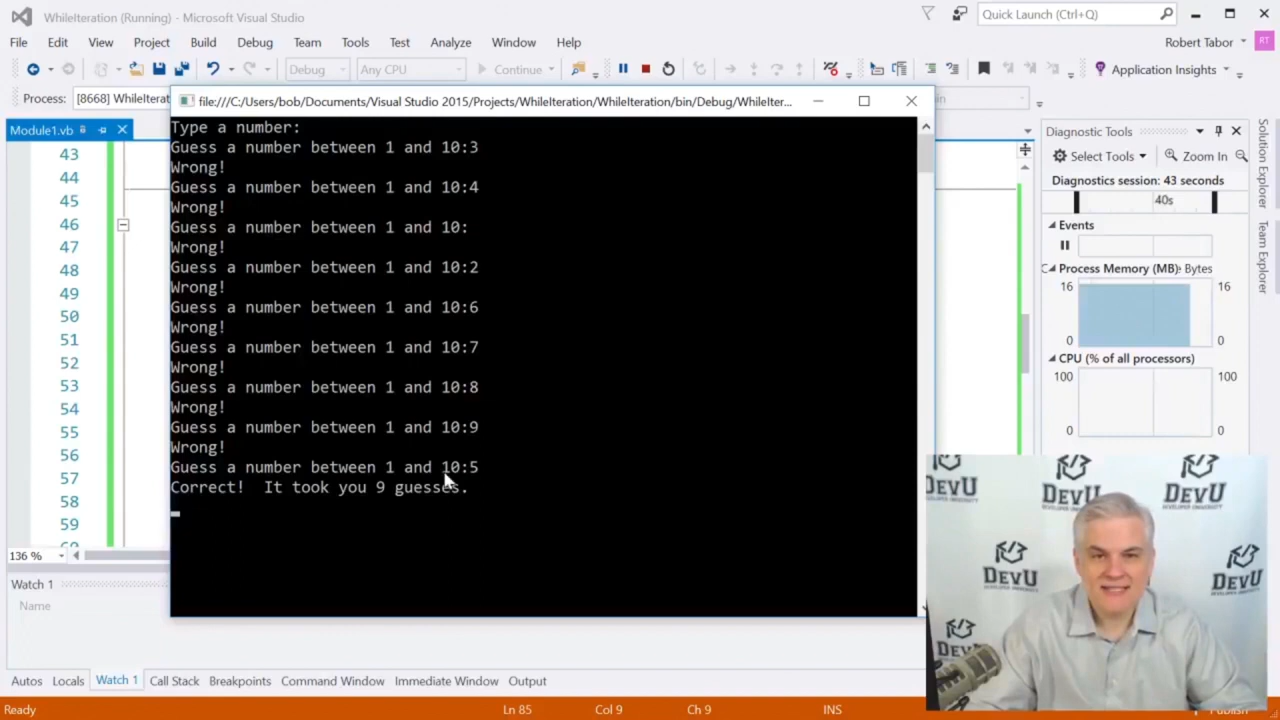 WhileIteration (Running) - Microsoft Visual Studio
Quick Launch (Ctrl+Q)
File Edit View Project Build Debug Team Tools Test Analyze Window Help
Robert Tabor RT
Debug Any CPU Continue Application Insights
Process: [8668] WhileIterat
file:///C:/Users/bob/Documents/Visual Studio 2015/Projects/WhileIteration/WhileIteration/bin/Debug/WhileIter...
Module1.vb
43
44
45
46
47
48
49
50
51
52
53
54
55
56
57
58
59
136 %
Type a number:
Guess a number between 1 and 10:3
Wrong!
Guess a number between 1 and 10:4
Wrong!
Guess a number between 1 and 10:
Wrong!
Guess a number between 1 and 10:2
Wrong!
Guess a number between 1 and 10:6
Wrong!
Guess a number between 1 and 10:7
Wrong!
Guess a number between 1 and 10:8
Wrong!
Guess a number between 1 and 10:9
Wrong!
Guess a number between 1 and 10:5
Correct!  It took you 9 guesses.
Diagnostic Tools
Select Tools Zoom In
Diagnostics session: 43 seconds
40s
Events
Process Memory (MB) Bytes
16 16
0 0
CPU (% of all processors)
100 100
0 0
Solution Explorer
Team Explorer
DevU
DEVELOPER UNIVERSITY
DevU
DevU
DevU
DevU
Watch 1
Name
Autos Locals Watch 1 Call Stack Breakpoints Command Window Immediate Window Output
Ready Ln 85 Col 9 Ch 9 INS Publish